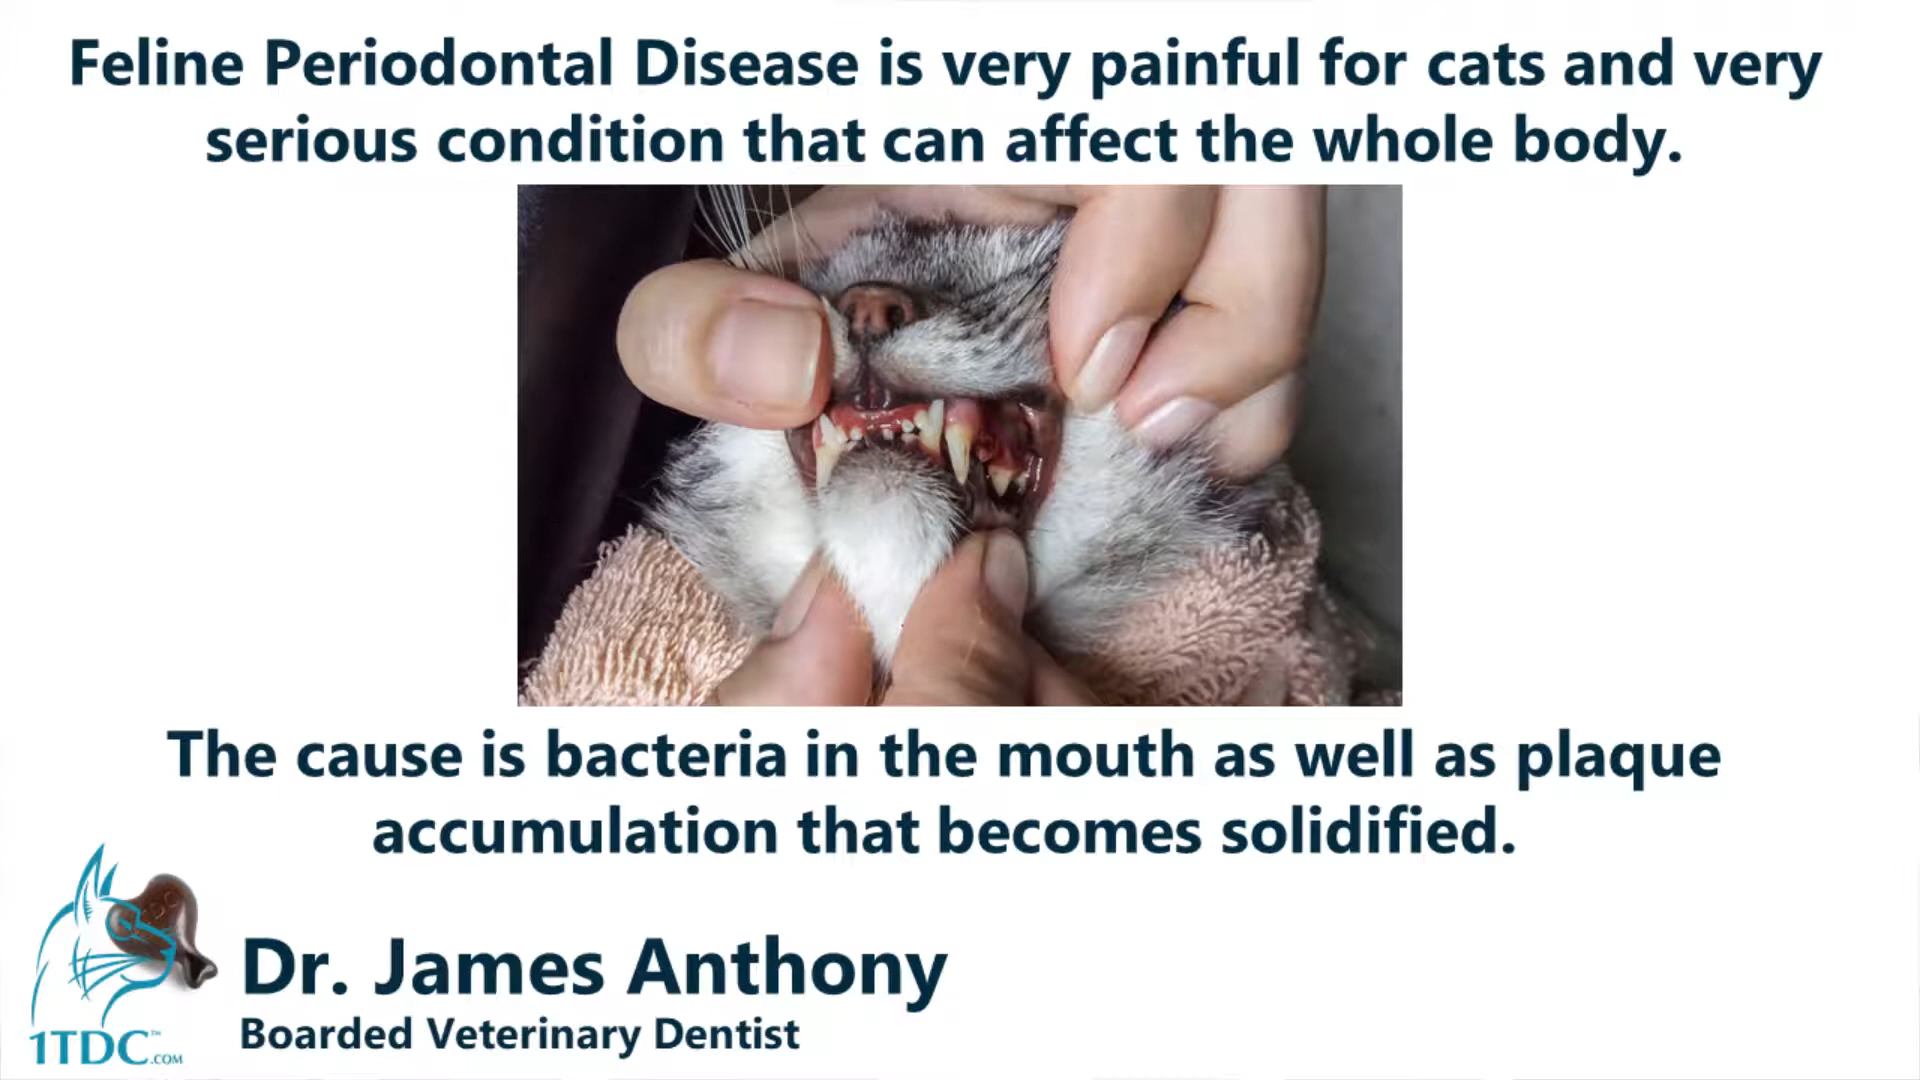 Feline Periodontal Disease is very painful for cats and very
serious condition that can affect the whole body.
The cause is bacteria in the mouth as well as plaque
accumulation that becomes solidified.
Dr. James Anthony
Boarded Veterinary Dentist
1TDC™.COM